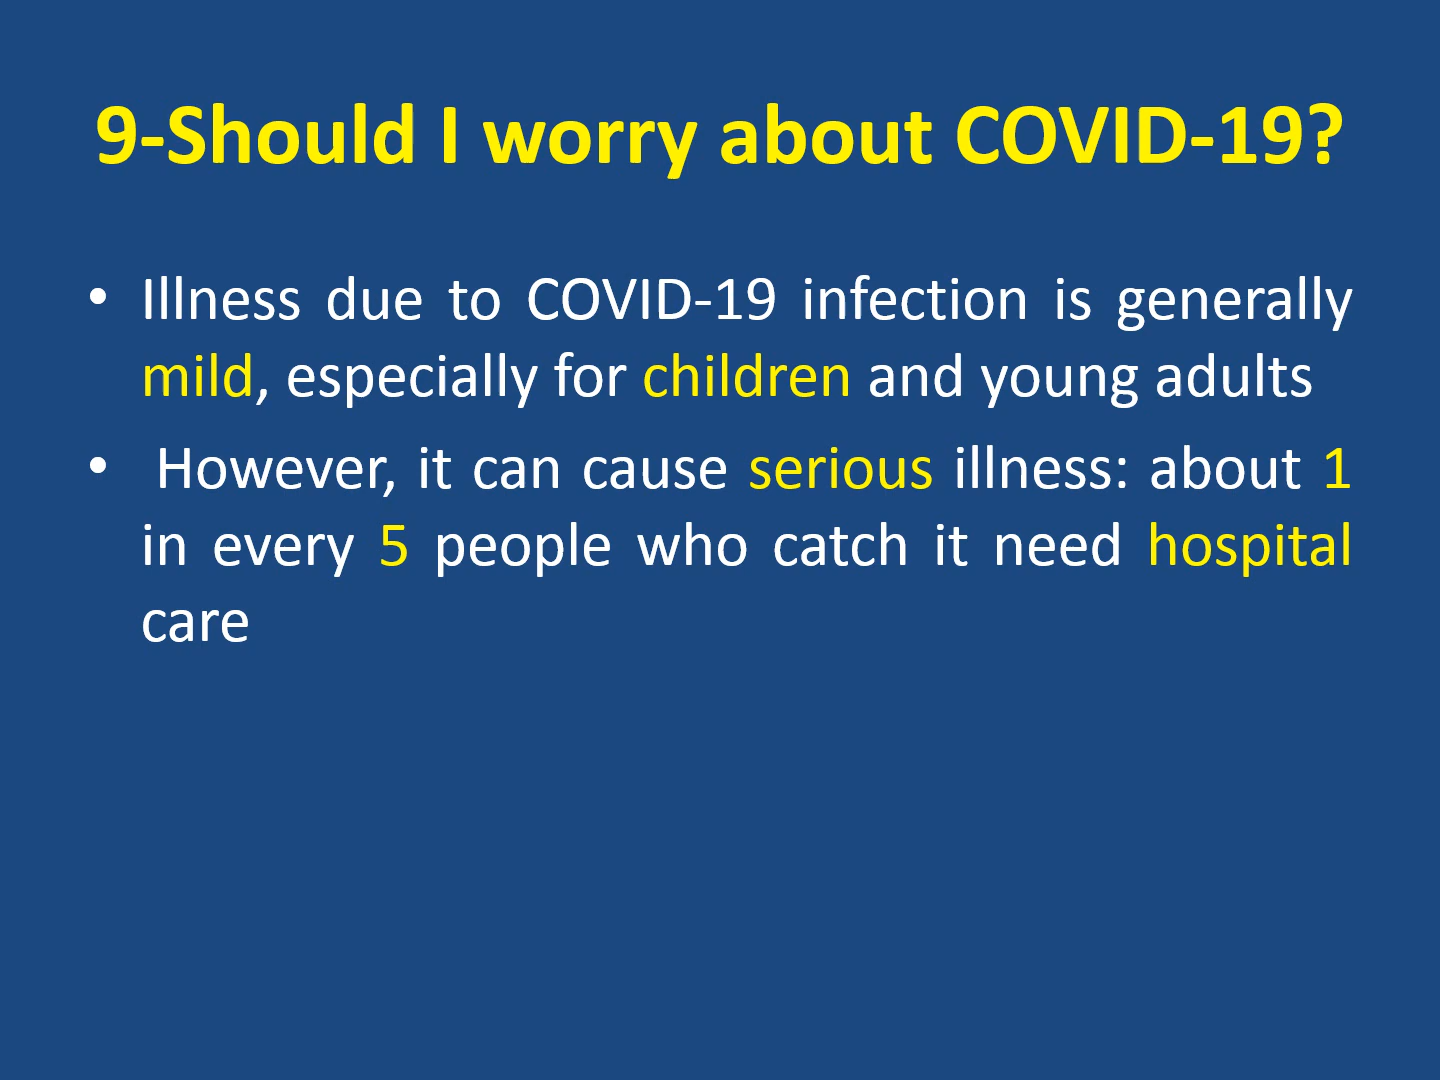 9-Should I worry about COVID-19?
• Illness due to COVID-19 infection is generally
mild, especially for children and young adults
• However, it can cause serious illness: about 1
in every 5 people who catch it need hospital
care